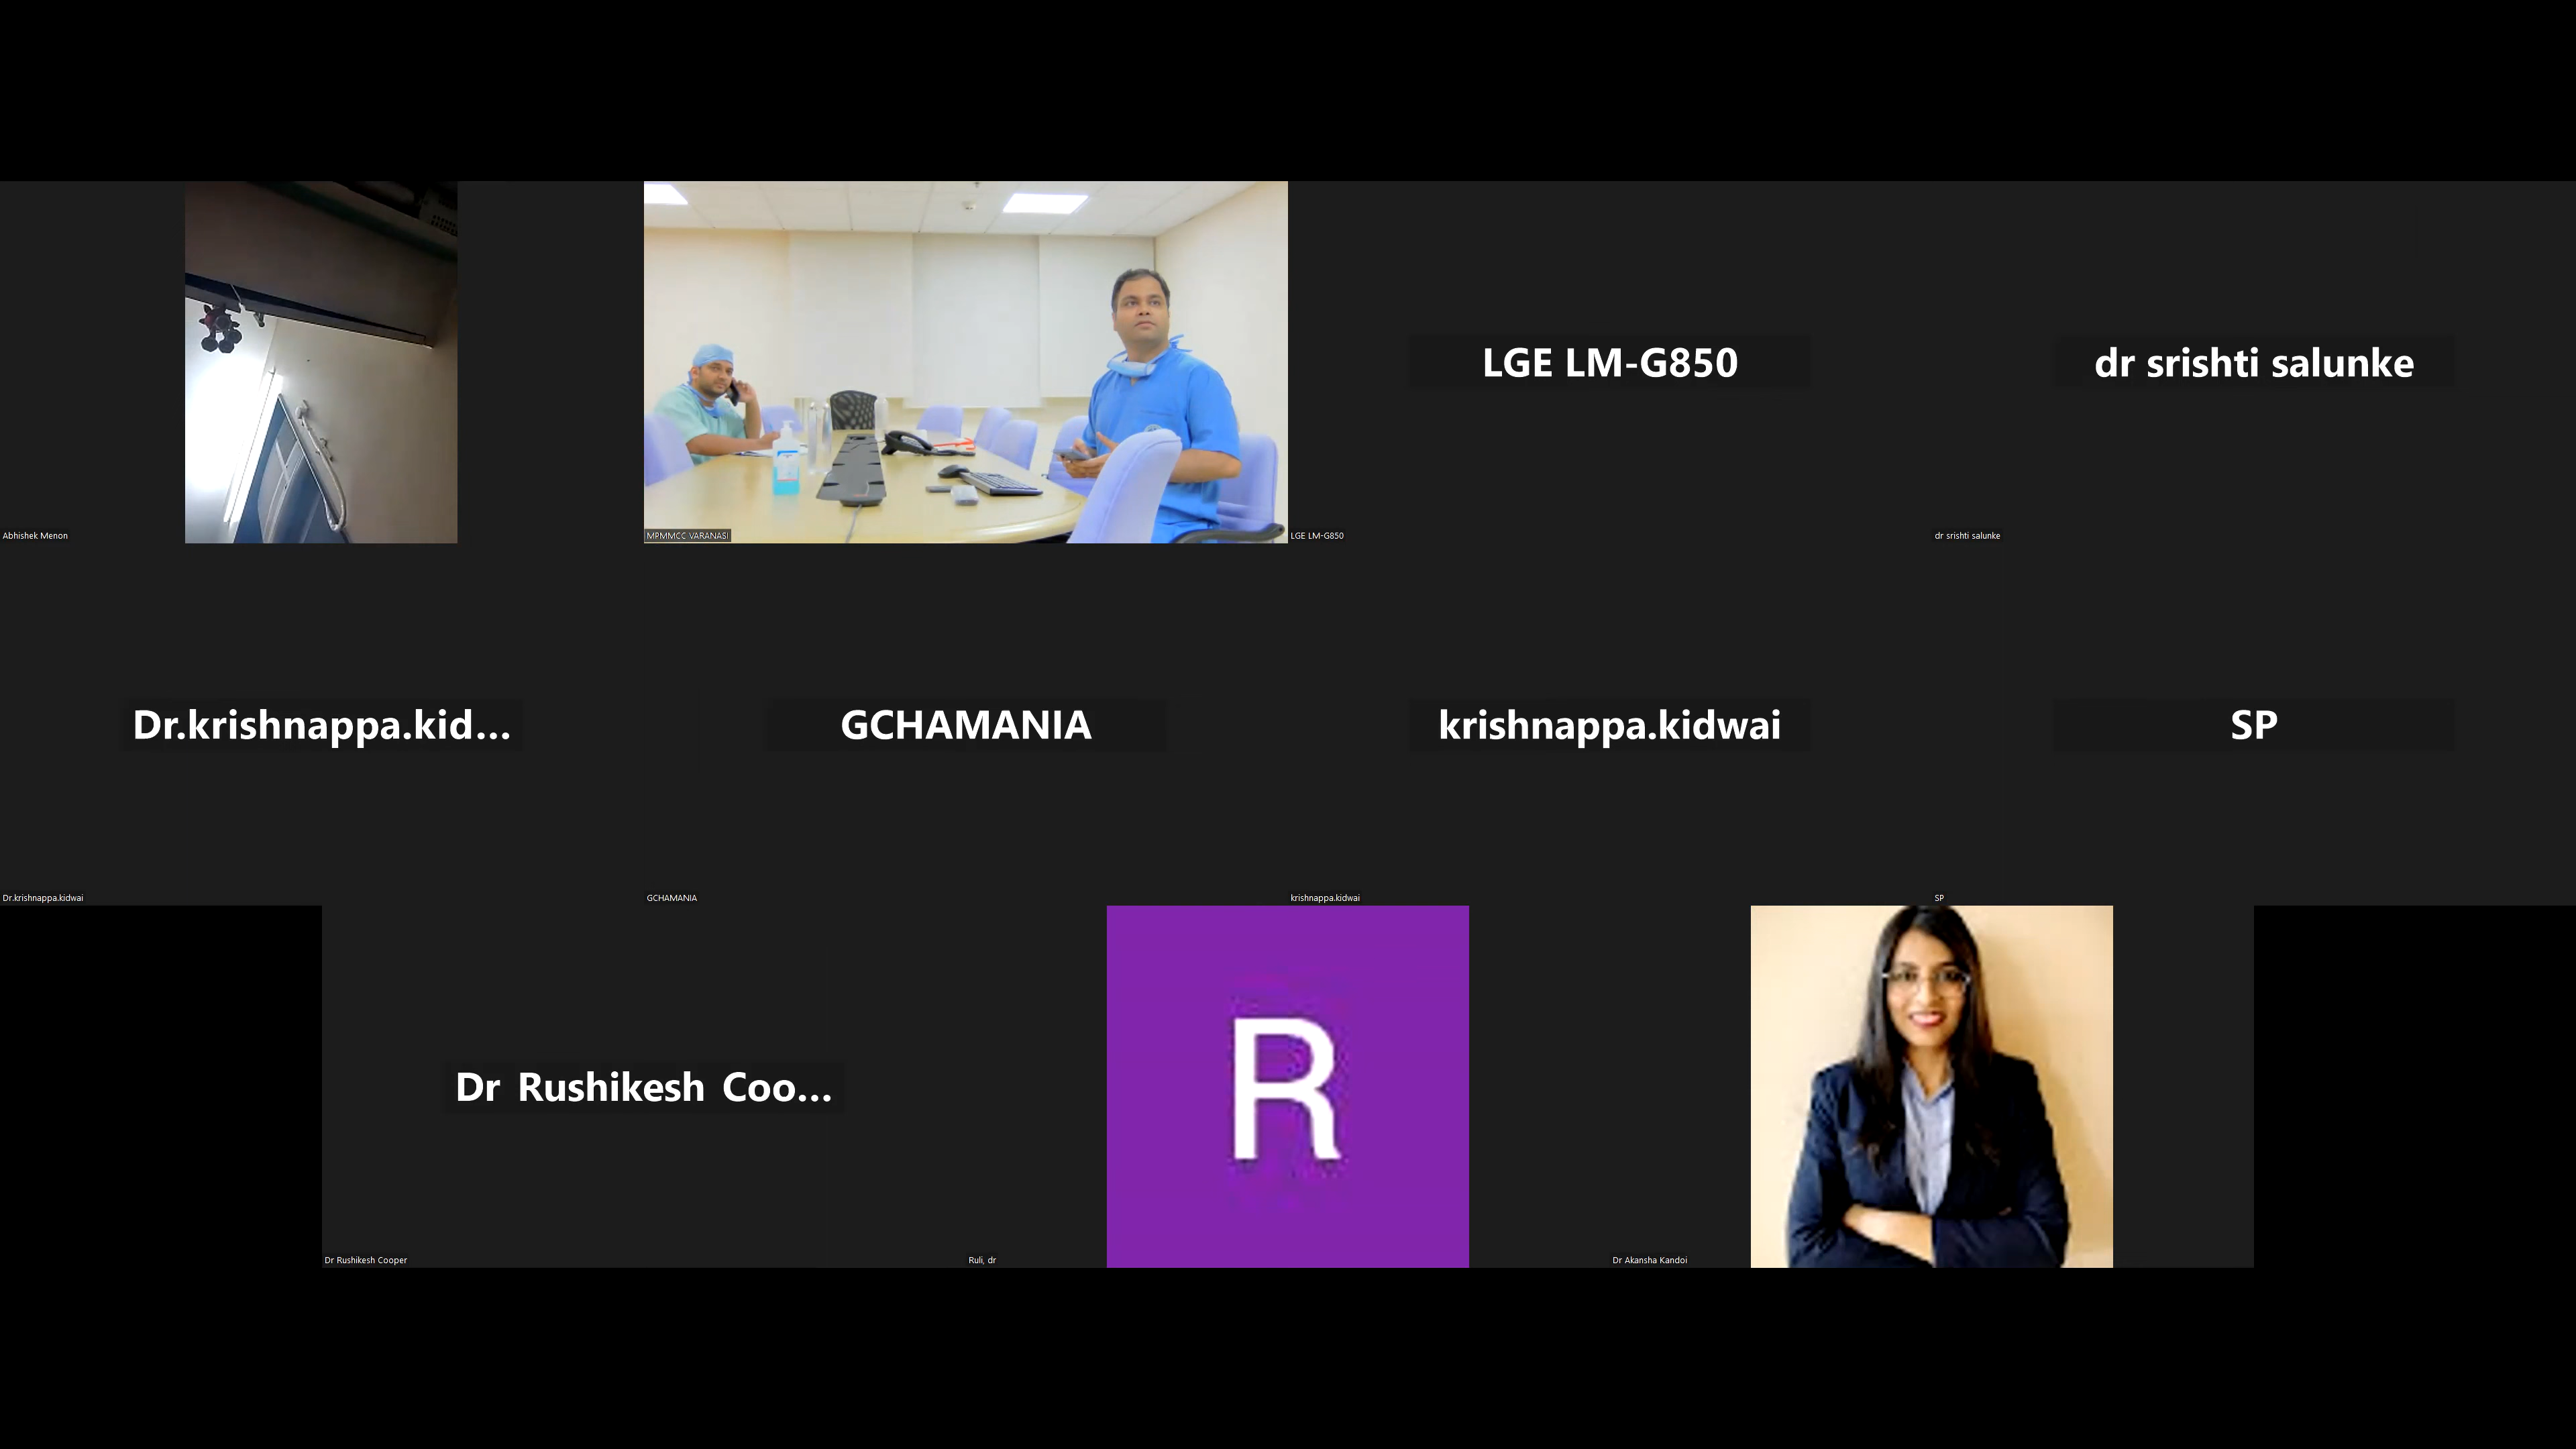 LGE LM-G850
dr srishti salunke
Abhishek Menon
MPMMCC VARANASI
LGE LM-G850
dr srishti salunke
Dr.krishnappa.kid...
GCHAMANIA
krishnappa.kidwai
SP
Dr.krishnappa.kidwai
GCHAMANIA
krishnappa.kidwai
SP
Dr Rushikesh Coo...
R
Dr Rushikesh Cooper
Ruli, dr
Dr Akansha Kandoi